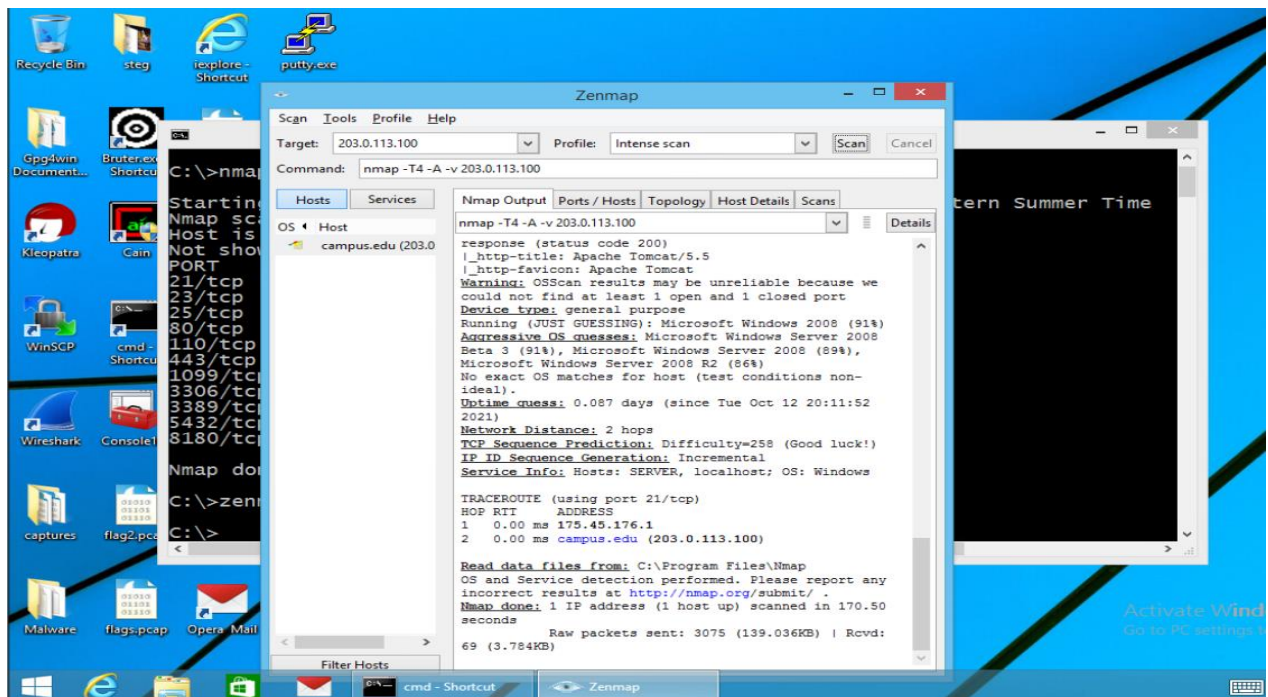 Recycle Bin
steg
iexplore -
Shortcut
putty.exe
Gpg4win
Document...
Bruter.exe
Shortcu
Kleopatra
Cain
WinSCP
cmd -
Shortcu
Wireshark
Console1
captures
flag2.pca
Malware
flags.pcap
Opera Mail
C:\>nma
Starting
Nmap sca
Host is
Not show
PORT
21/tcp
23/tcp
25/tcp
80/tcp
110/tcp
443/tcp
1099/tcp
3306/tcp
3389/tcp
5432/tcp
8180/tcp
Nmap do
C:\>zen
C:\>
tern Summer Time
Zenmap
Scan Tools Profile Help
Target: 203.0.113.100 Profile: Intense scan Scan Cancel
Command: nmap -T4 -A -v 203.0.113.100
Hosts Services
OS Host
campus.edu (203.0
Filter Hosts
Nmap Output Ports / Hosts Topology Host Details Scans
nmap -T4 -A -v 203.0.113.100 Details
response (status code 200)
|_http-title: Apache Tomcat/5.5
|_http-favicon: Apache Tomcat
Warning: OSScan results may be unreliable because we
could not find at least 1 open and 1 closed port
Device type: general purpose
Running (JUST GUESSING): Microsoft Windows 2008 (91%)
Aggressive OS guesses: Microsoft Windows Server 2008
Beta 3 (91%), Microsoft Windows Server 2008 (89%),
Microsoft Windows Server 2008 R2 (86%)
No exact OS matches for host (test conditions non-
ideal).
Uptime guess: 0.087 days (since Tue Oct 12 20:11:52
2021)
Network Distance: 2 hops
TCP Sequence Prediction: Difficulty=258 (Good luck!)
IP ID Sequence Generation: Incremental
Service Info: Hosts: SERVER, localhost; OS: Windows
TRACEROUTE (using port 21/tcp)
HOP RTT ADDRESS
1 0.00 ms 175.45.176.1
2 0.00 ms campus.edu (203.0.113.100)
Read data files from: C:\Program Files\Nmap
OS and Service detection performed. Please report any
incorrect results at http://nmap.org/submit/ .
Nmap done: 1 IP address (1 host up) scanned in 170.50
seconds
Raw packets sent: 3075 (139.036KB) | Rcvd:
69 (3.784KB)
Activate Wind
Go to PC settings t
cmd - Shortcut
Zenmap